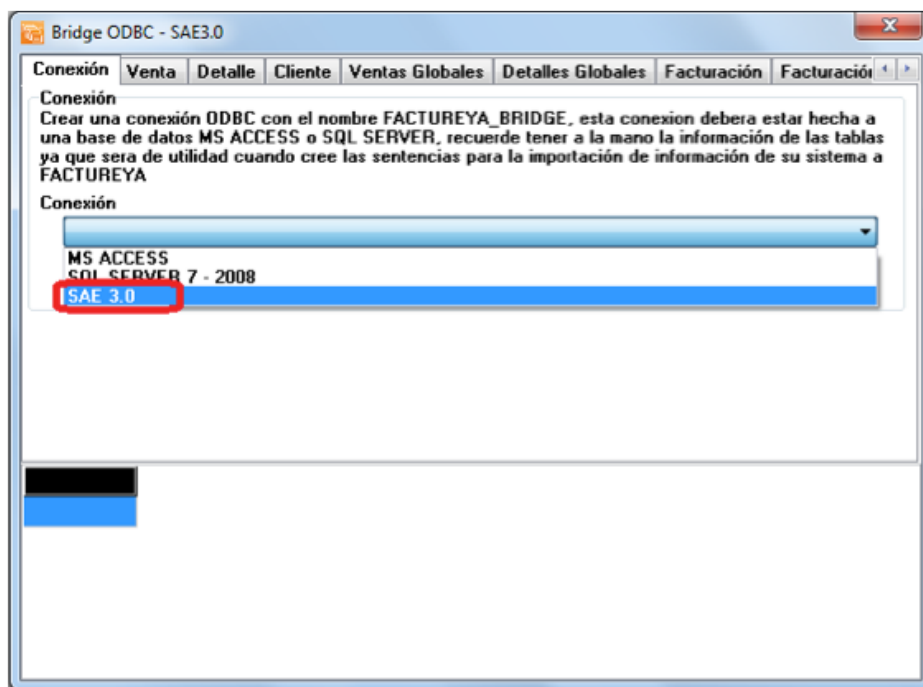 Bridge ODBC - SAE3.0
Conexión Venta Detalle Cliente Ventas Globales Detalles Globales Facturación Facturación
Conexión
Crear una conexión ODBC con el nombre FACTUREYA_BRIDGE, esta conexion debera estar hecha a
una base de datos MS ACCESS o SQL SERVER, recuerde tener a la mano la información de las tablas
ya que sera de utilidad cuando cree las sentencias para la importación de información de su sistema a
FACTUREYA
Conexión
MS ACCESS
SQL SERVER 7 - 2008
SAE 3.0